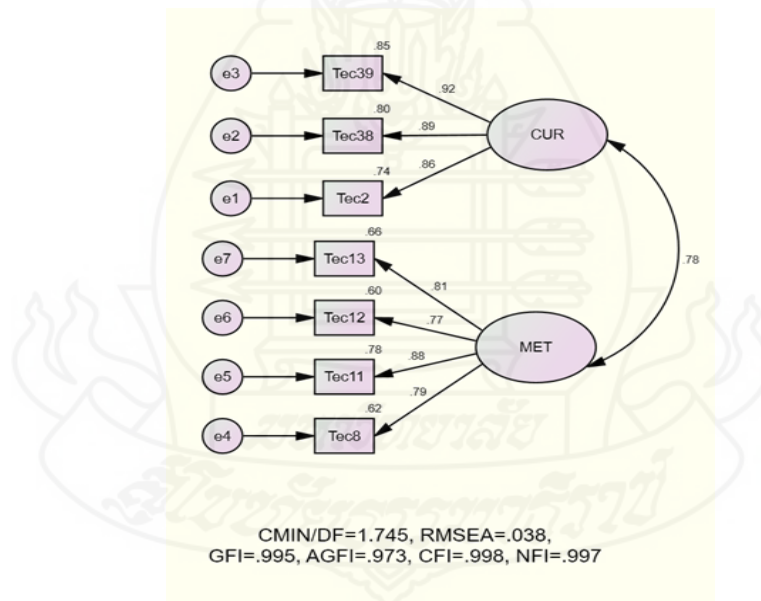 .85
e3 Tec39 .92
.80
e2 Tec38 .89 CUR
.86
.74
e1 Tec2
.66
e7 Tec13 .78
.81
.60
e6 Tec12 .77
.78 MET
e5 Tec11 .88
.79
.62
e4 Tec8
CMIN/DF=1.745, RMSEA=.038,
GFI=.995, AGFI=.973, CFI=.998, NFI=.997